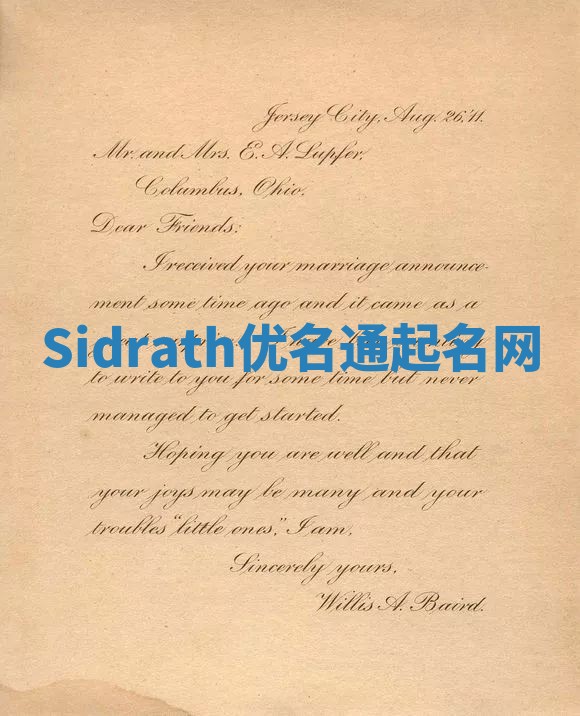 Jersey City, Aug. 26, '11.
Mr. and Mrs. E. A. Lupfer,
Columbus, Ohio.
Dear Friends:
I received your marriage announce-
ment some time ago and it came as a
Sidrath优名通起名网
to write to you for some time but never
managed to get started.
Hoping you are well and that
your joys may be many and your
troubles "little ones," I am,
Sincerely yours,
Willis A. Baird.